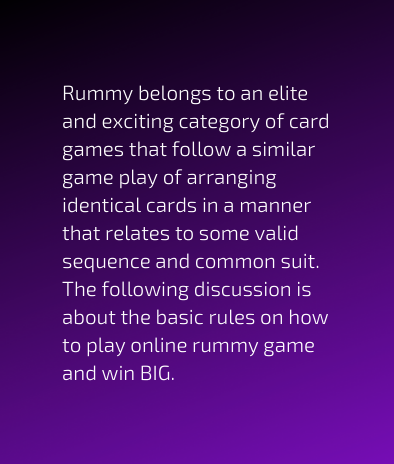 Rummy belongs to an elite
and exciting category of card
games that follow a similar
game play of arranging
identical cards in a manner
that relates to some valid
sequence and common suit.
The following discussion is
about the basic rules on how
to play online rummy game
and win BIG.